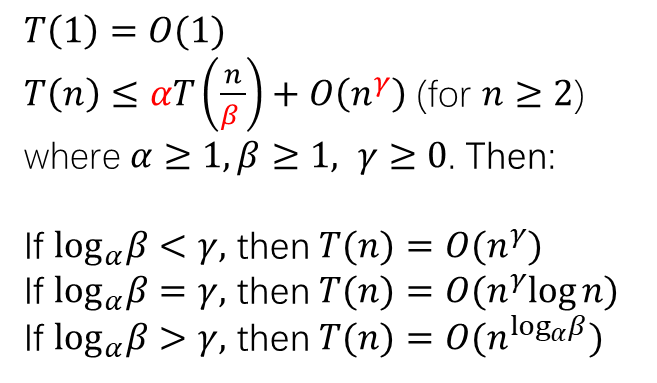 T(1) = O(1)
T(n) ≤ αT(n/β) + O(n^γ) (for n ≥ 2)
where α ≥ 1, β ≥ 1, γ ≥ 0. Then:
If log_α β < γ, then T(n) = O(n^γ)
If log_α β = γ, then T(n) = O(n^γ log n)
If log_α β > γ, then T(n) = O(n^{log_α β})